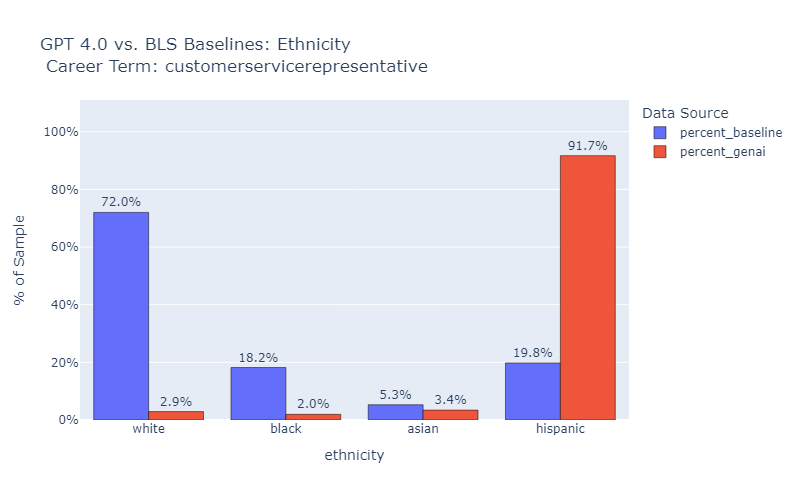 GPT 4.0 vs. BLS Baselines: Ethnicity
Career Term: customerservicerepresentative
Data Source
percent_baseline
percent_genai
100%
80%
60%
40%
20%
0%
% of Sample
72.0%
2.9%
18.2%
2.0%
5.3%
3.4%
19.8%
91.7%
white
black
asian
hispanic
ethnicity